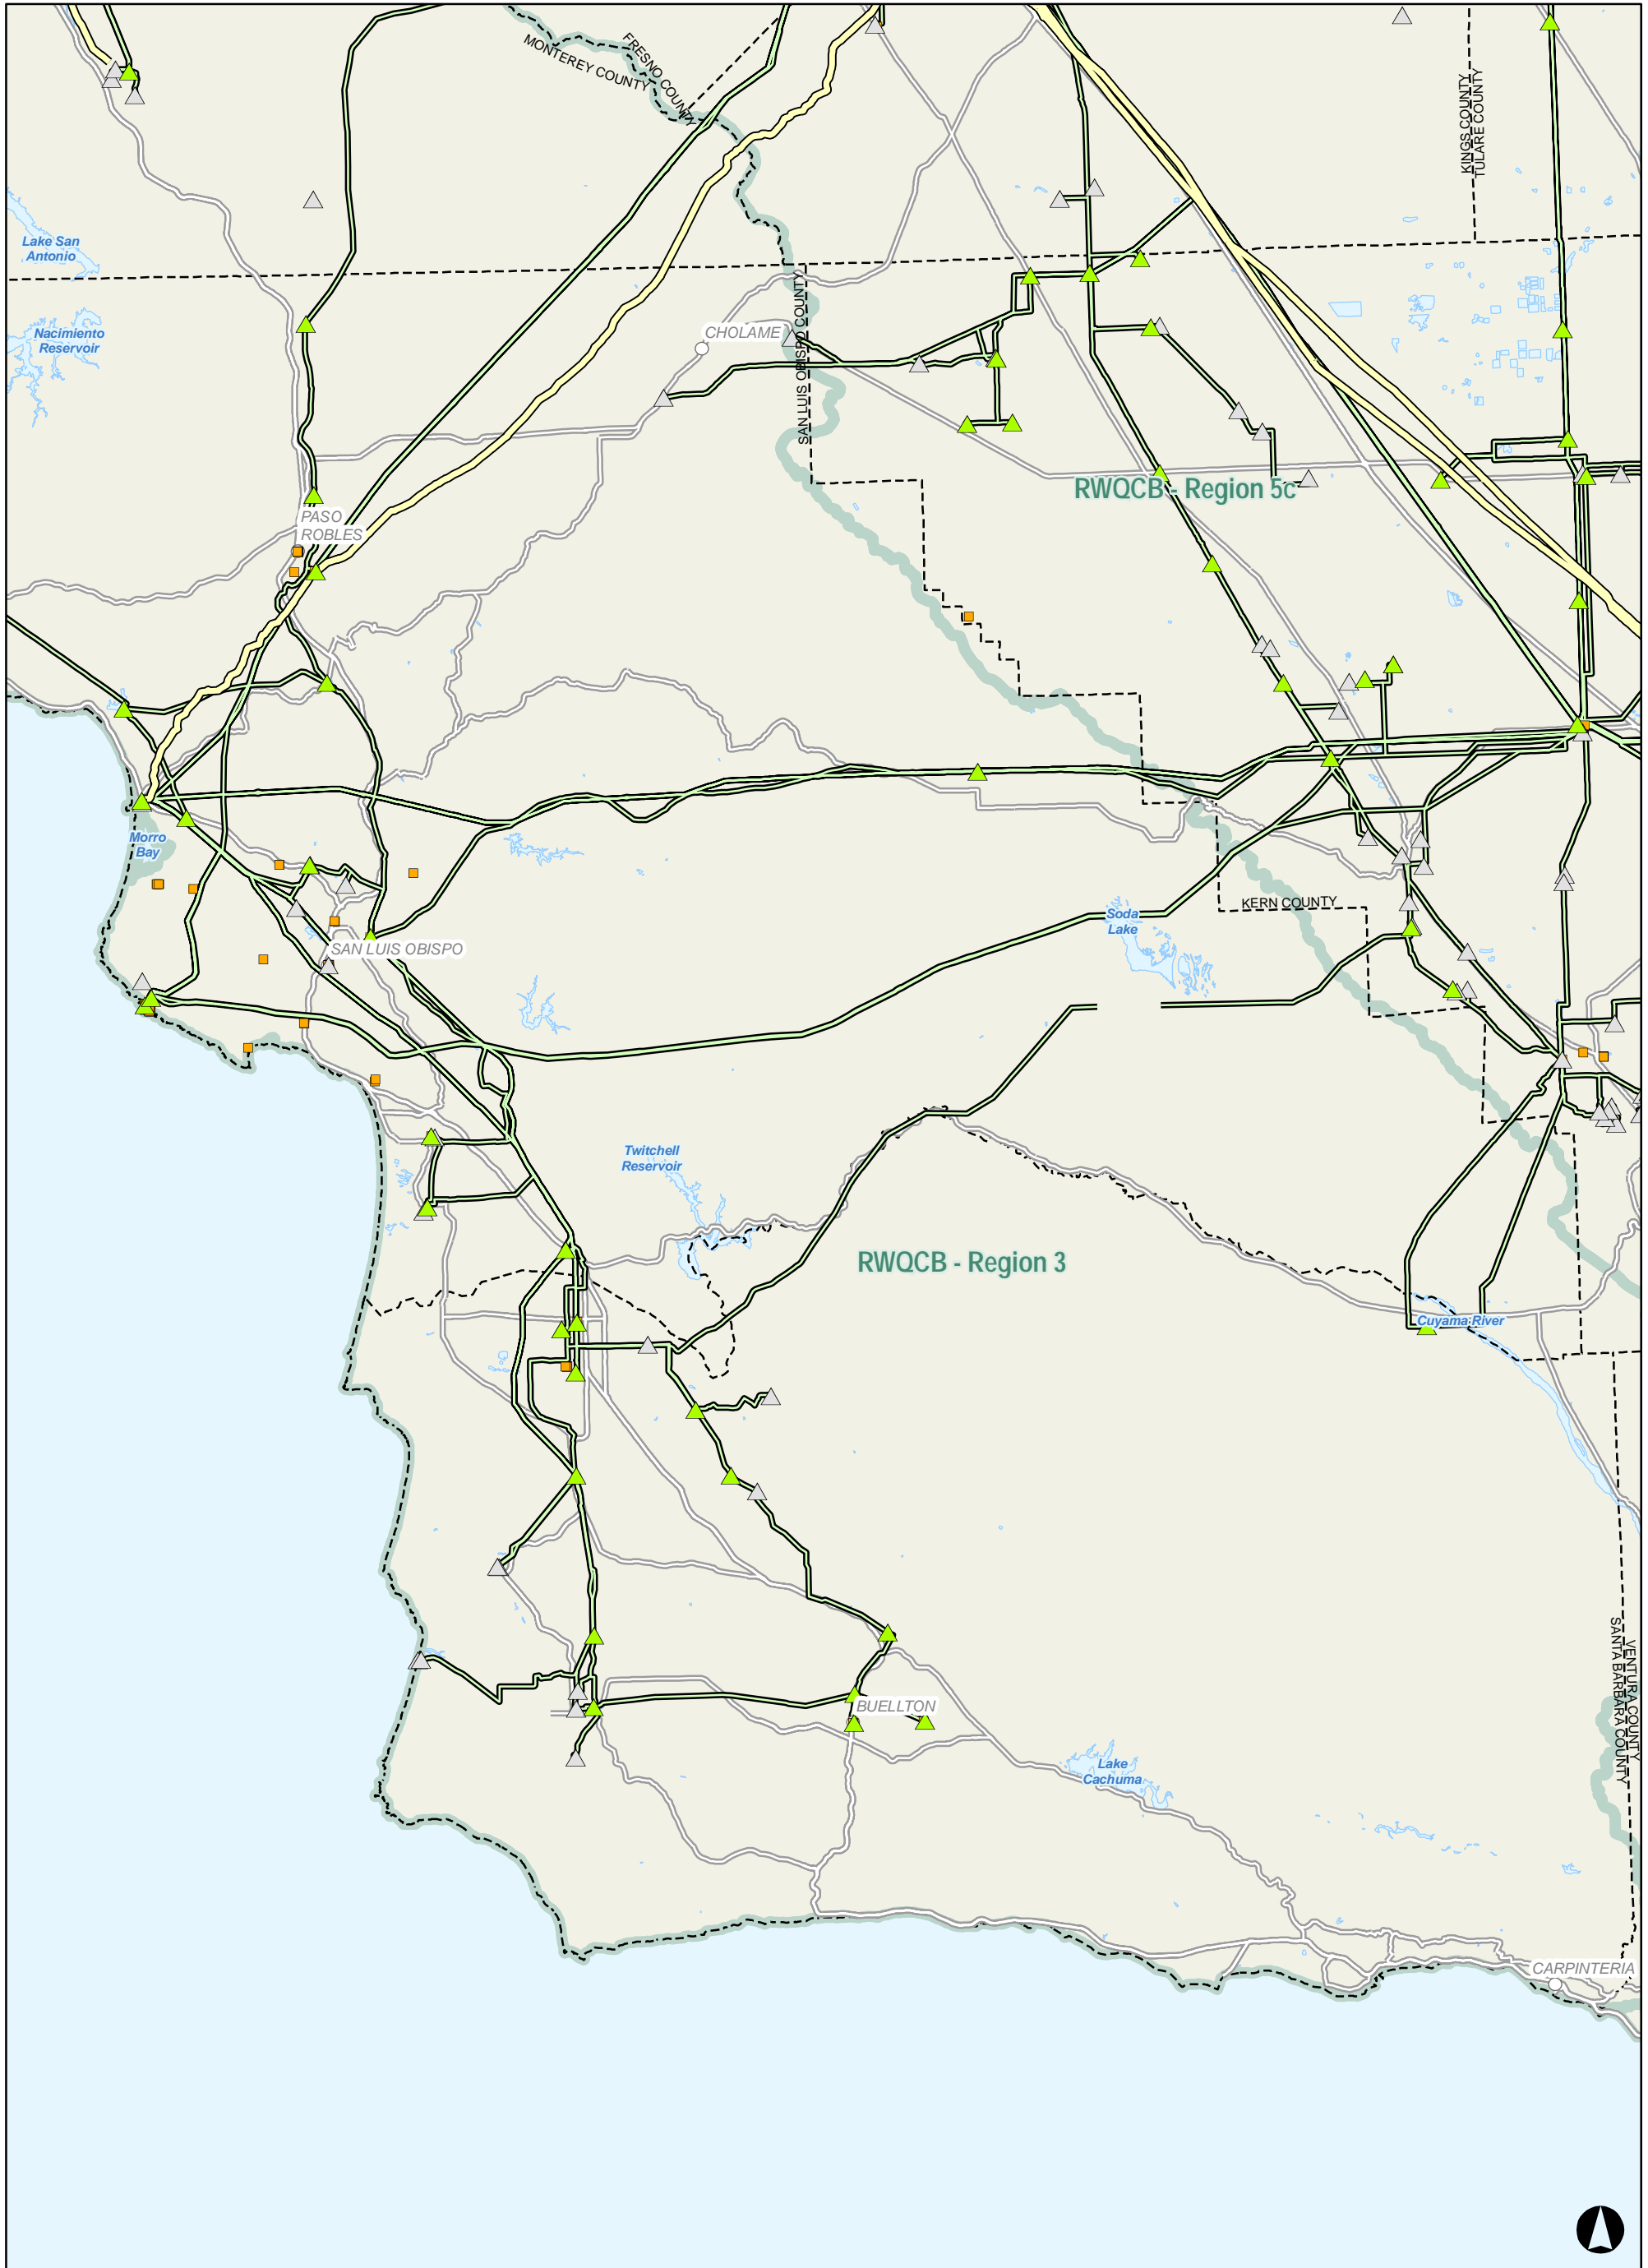 MONTEREY COUNTY
FRESNO COUNTY
KINGS COUNTY
TULARE COUNTY
Lake San
Antonio
Nacimiento
Reservoir
CHOLAME
SAN LUIS OBISPO COUNTY
RWQCB - Region 5c
PASO
ROBLES
Morro
Bay
KERN COUNTY
Soda
Lake
SAN LUIS OBISPO
Twitchell
Reservoir
RWQCB - Region 3
Cuyama River
VENTURA COUNTY
SANTA BARBARA COUNTY
BUELLTON
Lake
Cachuma
CARPINTERIA